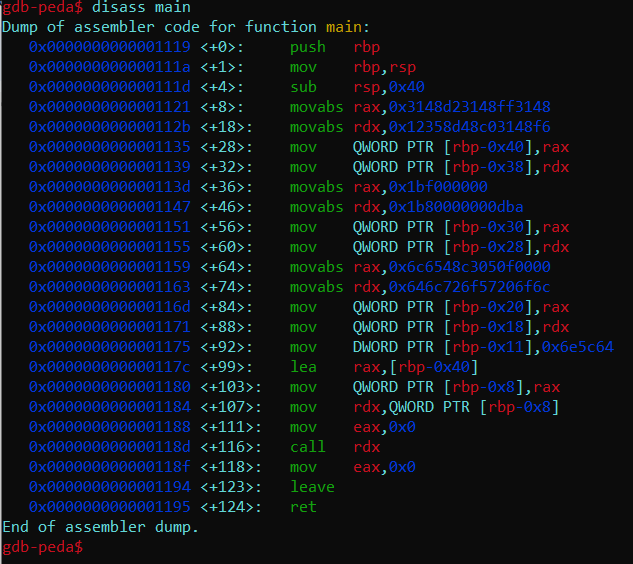 gdb-peda$ disass main
Dump of assembler code for function main:
0x0000000000001119 <+0>: push rbp
0x000000000000111a <+1>: mov rbp,rsp
0x000000000000111d <+4>: sub rsp,0x40
0x0000000000001121 <+8>: movabs rax,0x3148d23148ff3148
0x000000000000112b <+18>: movabs rdx,0x12358d48c03148f6
0x0000000000001135 <+28>: mov QWORD PTR [rbp-0x40],rax
0x0000000000001139 <+32>: mov QWORD PTR [rbp-0x38],rdx
0x000000000000113d <+36>: movabs rax,0x1bf000000
0x0000000000001147 <+46>: movabs rdx,0x1b80000000dba
0x0000000000001151 <+56>: mov QWORD PTR [rbp-0x30],rax
0x0000000000001155 <+60>: mov QWORD PTR [rbp-0x28],rdx
0x0000000000001159 <+64>: movabs rax,0x6c6548c3050f0000
0x0000000000001163 <+74>: movabs rdx,0x646c726f57206f6c
0x000000000000116d <+84>: mov QWORD PTR [rbp-0x20],rax
0x0000000000001171 <+88>: mov QWORD PTR [rbp-0x18],rdx
0x0000000000001175 <+92>: mov DWORD PTR [rbp-0x11],0x6e5c64
0x000000000000117c <+99>: lea rax,[rbp-0x40]
0x0000000000001180 <+103>: mov QWORD PTR [rbp-0x8],rax
0x0000000000001184 <+107>: mov rdx,QWORD PTR [rbp-0x8]
0x0000000000001188 <+111>: mov eax,0x0
0x000000000000118d <+116>: call rdx
0x000000000000118f <+118>: mov eax,0x0
0x0000000000001194 <+123>: leave
0x0000000000001195 <+124>: ret
End of assembler dump.
gdb-peda$